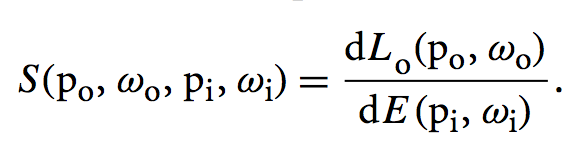 S(pₒ, ωₒ, pᵢ, ωᵢ) = dLₒ(pₒ, ωₒ) / dE(pᵢ, ωᵢ).